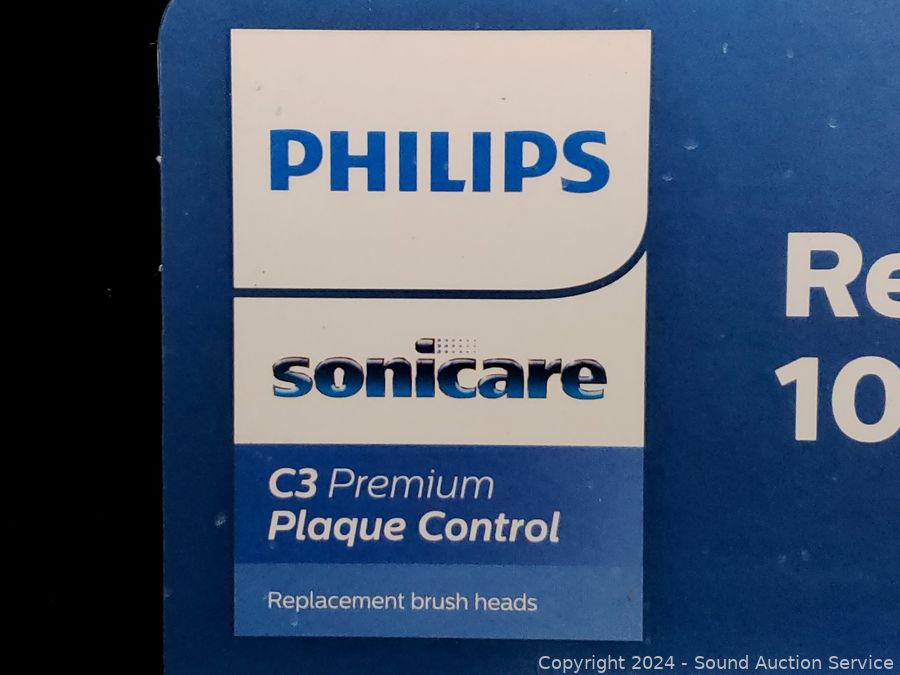 PHILIPS
sonicare
C3 Premium
Plaque Control
Replacement brush heads
Re
10
Copyright 2024 - Sound Auction Service